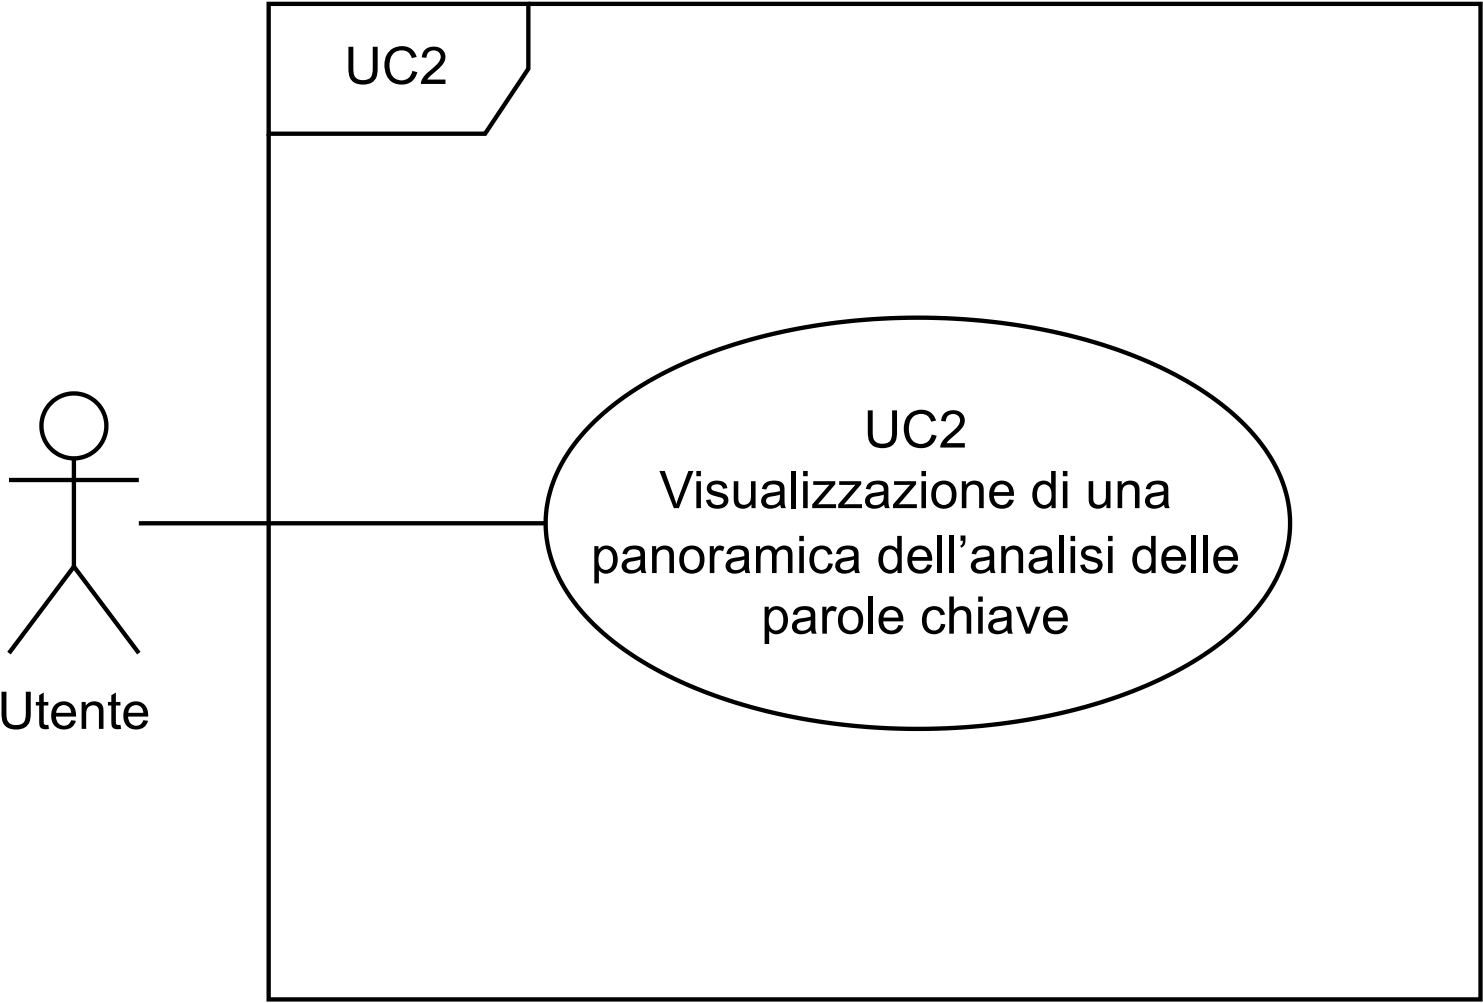 UC2
UC2
Visualizzazione di una
panoramica dell’analisi delle
parole chiave
Utente